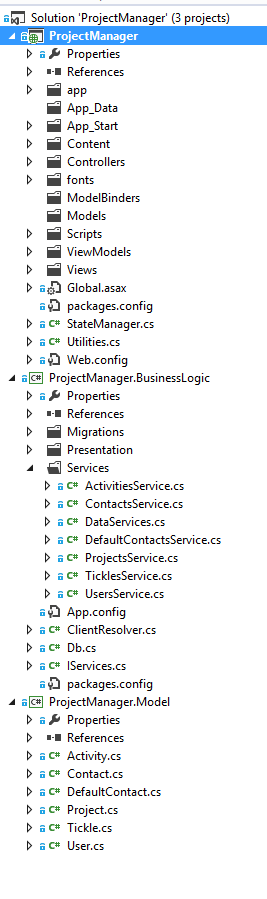 Solution 'ProjectManager' (3 projects)
ProjectManager
Properties
References
app
App_Data
App_Start
Content
Controllers
fonts
ModelBinders
Models
Scripts
ViewModels
Views
Global.asax
packages.config
C# StateManager.cs
C# Utilities.cs
Web.config
C# ProjectManager.BusinessLogic
Properties
References
Migrations
Presentation
Services
C# ActivitiesService.cs
C# ContactsService.cs
C# DataServices.cs
C# DefaultContactsService.cs
C# ProjectsService.cs
C# TicklesService.cs
C# UsersService.cs
App.config
C# ClientResolver.cs
C# Db.cs
C# IServices.cs
packages.config
C# ProjectManager.Model
Properties
References
C# Activity.cs
C# Contact.cs
C# DefaultContact.cs
C# Project.cs
C# Tickle.cs
C# User.cs